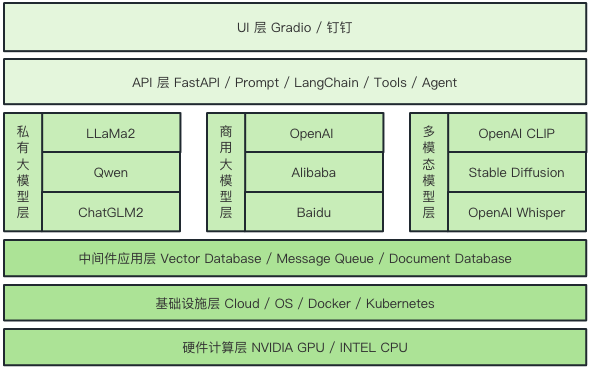 UI 层 Gradio / 钉钉
API 层 FastAPI / Prompt / LangChain / Tools / Agent
私有大模型层
LLaMa2
Qwen
ChatGLM2
商用大模型层
OpenAI
Alibaba
Baidu
多模态模型层
OpenAI CLIP
Stable Diffusion
OpenAI Whisper
中间件应用层 Vector Database / Message Queue / Document Database
基础设施层 Cloud / OS / Docker / Kubernetes
硬件计算层 NVIDIA GPU / INTEL CPU